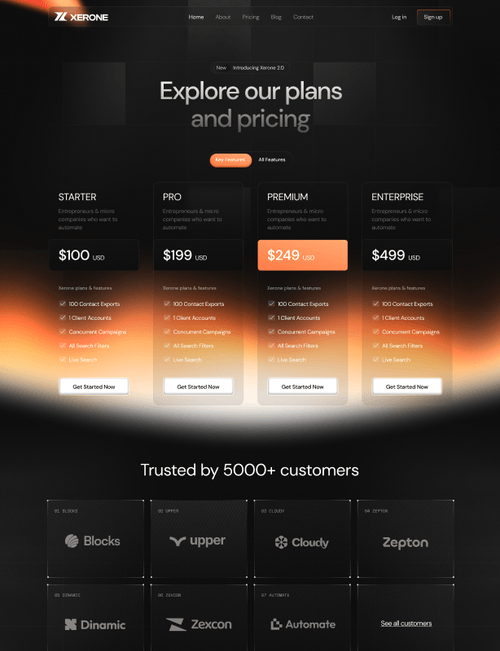 XERONE
Home About Pricing Blog Contact
Log in Sign up
New Introducing Xerone 2.0
Explore our plans
and pricing
Key Features All Features
STARTER
Entrepreneurs & micro
companies who want to
automate
$100 USD
Xerone plans & features
100 Contact Exports
1 Client Accounts
Concurrent Campaigns
All Search Filters
Live Search
Get Started Now
PRO
Entrepreneurs & micro
companies who want to
automate
$199 USD
Xerone plans & features
100 Contact Exports
1 Client Accounts
Concurrent Campaigns
All Search Filters
Live Search
Get Started Now
PREMIUM
Entrepreneurs & micro
companies who want to
automate
$249 USD
Xerone plans & features
100 Contact Exports
1 Client Accounts
Concurrent Campaigns
All Search Filters
Live Search
Get Started Now
ENTERPRISE
Entrepreneurs & micro
companies who want to
automate
$499 USD
Xerone plans & features
100 Contact Exports
1 Client Accounts
Concurrent Campaigns
All Search Filters
Live Search
Get Started Now
Trusted by 5000+ customers
01 BLOCKS
Blocks
02 UPPER
upper
03 CLOUDY
Cloudy
04 ZEPTON
Zepton
05 DINAMIC
Dinamic
06 ZEXCON
Zexcon
07 AUTOMATE
Automate
See all customers